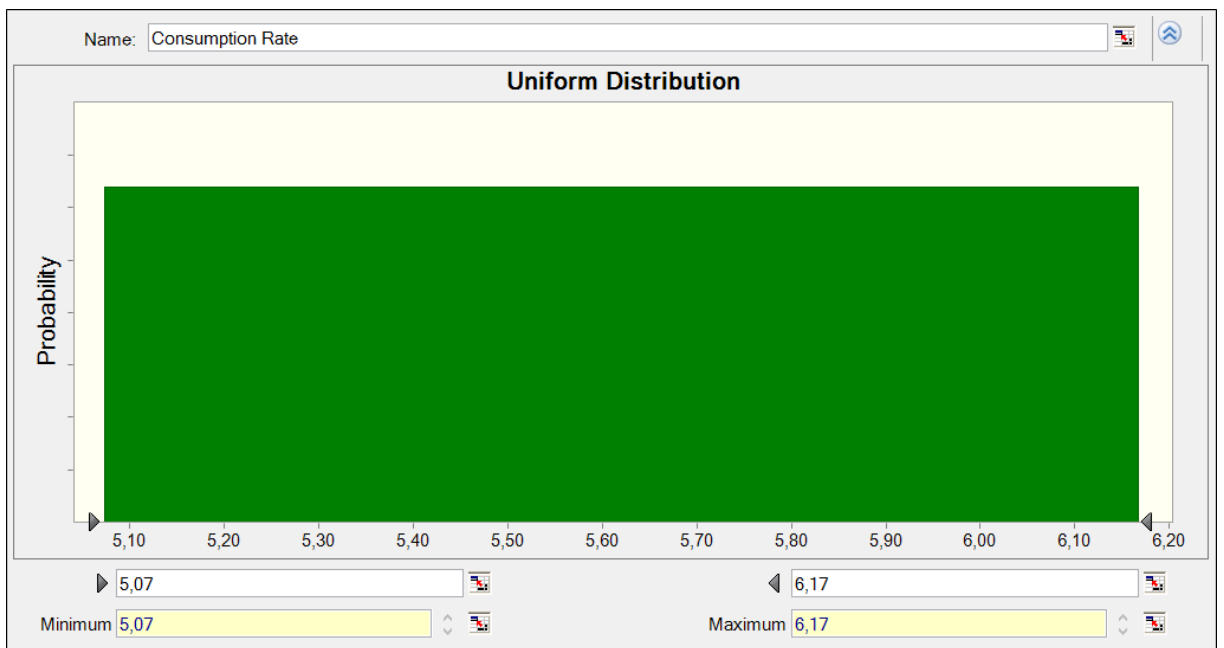 Name: Consumption Rate
Uniform Distribution
Probability
5,10 5,20 5,30 5,40 5,50 5,60 5,70 5,80 5,90 6,00 6,10 6,20
5,07 6,17
Minimum 5,07 Maximum 6,17